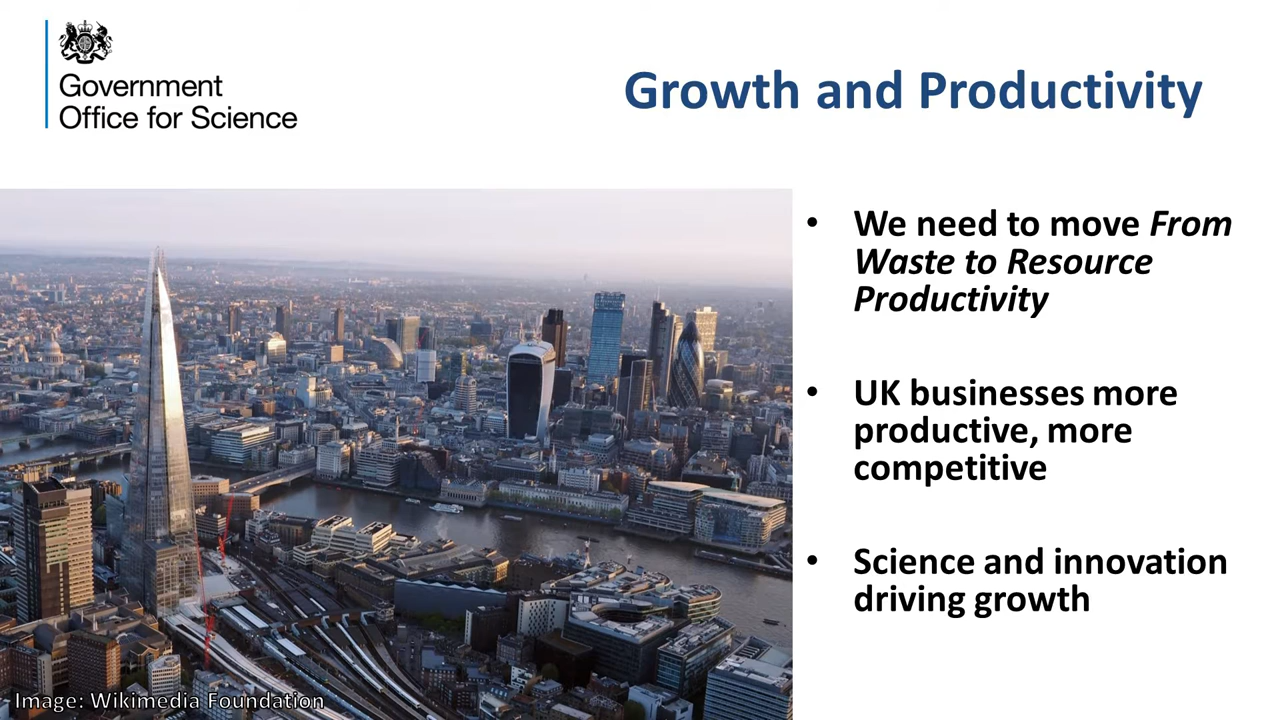 Government
Office for Science
Growth and Productivity
• We need to move From
Waste to Resource
Productivity
• UK businesses more
productive, more
competitive
• Science and innovation
driving growth
Image: Wikimedia Foundation